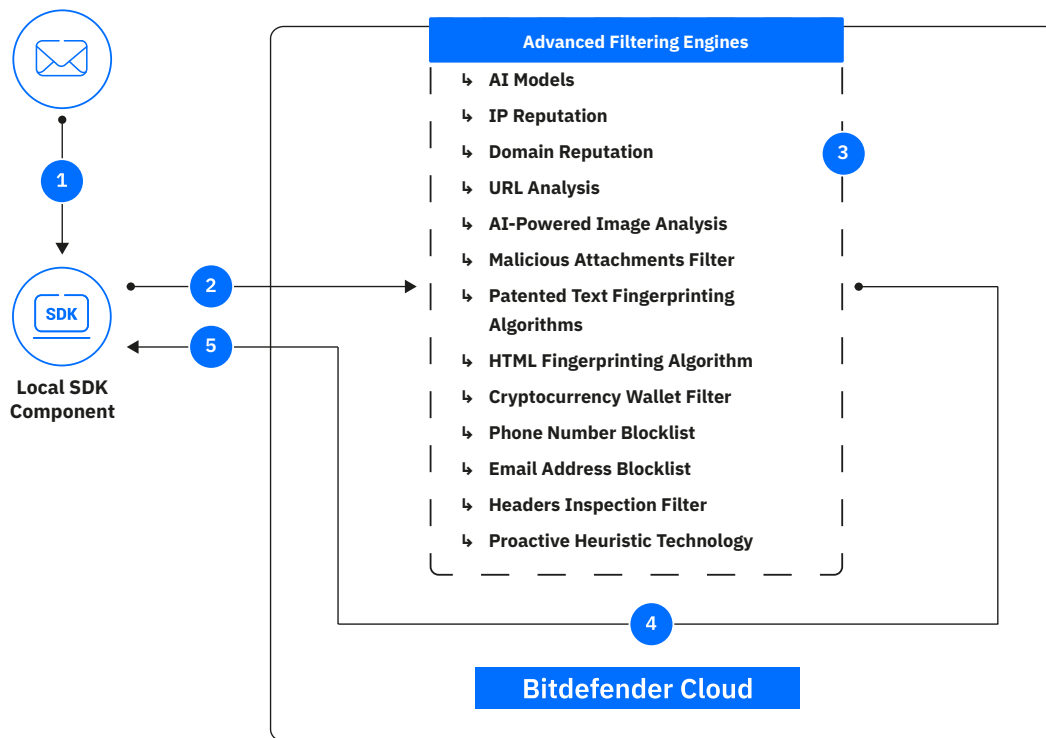 Advanced Filtering Engines
↳ AI Models
↳ IP Reputation
3
↳ Domain Reputation
1
↳ URL Analysis
↳ AI-Powered Image Analysis
↳ Malicious Attachments Filter
2
↳ Patented Text Fingerprinting
Algorithms
SDK
5
↳ HTML Fingerprinting Algorithm
Local SDK
Component
↳ Cryptocurrency Wallet Filter
↳ Phone Number Blocklist
↳ Email Address Blocklist
↳ Headers Inspection Filter
↳ Proactive Heuristic Technology
4
Bitdefender Cloud